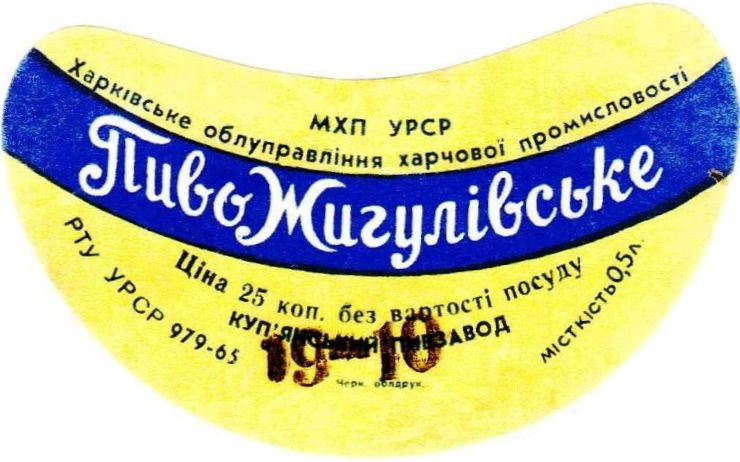 МХП УРСР
Харківське облуправління харчової промисловості
Пиво Жигулівське
Ціна 25 коп. без вартості посуду
РТУ УРСР 979-65
КУП'ЯНСЬКИЙ ПИВЗАВОД
МІСТКІСТЬ 0,5 л.
19-10
Черк. облдрук.